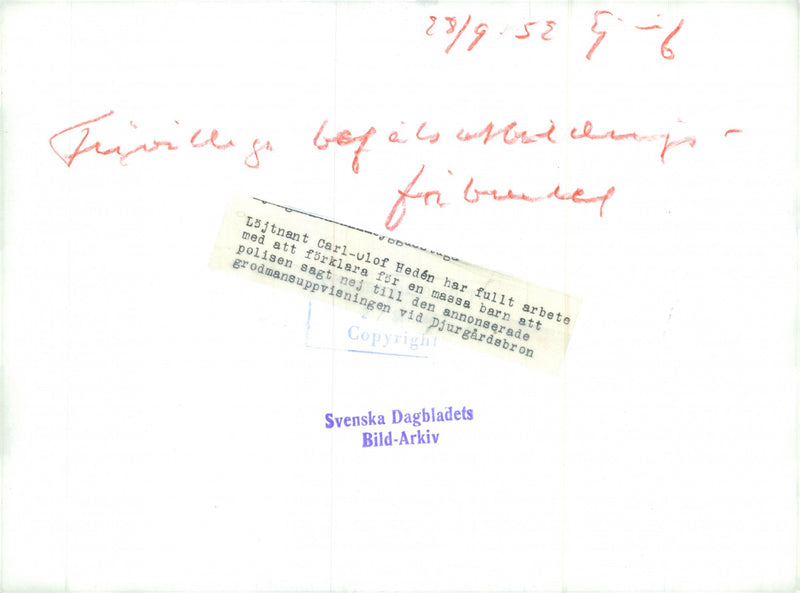 28/9 52
Frivilliga befälsutbildnings-
förbundet
Löjtnant Carl-Olof Hedén har fullt arbete
med att förklara för en massa barn att
polisen sagt nej till den annonserade
grodmansuppvisningen vid Djurgårdsbron
Copyright
Svenska Dagbladets
Bild-Arkiv